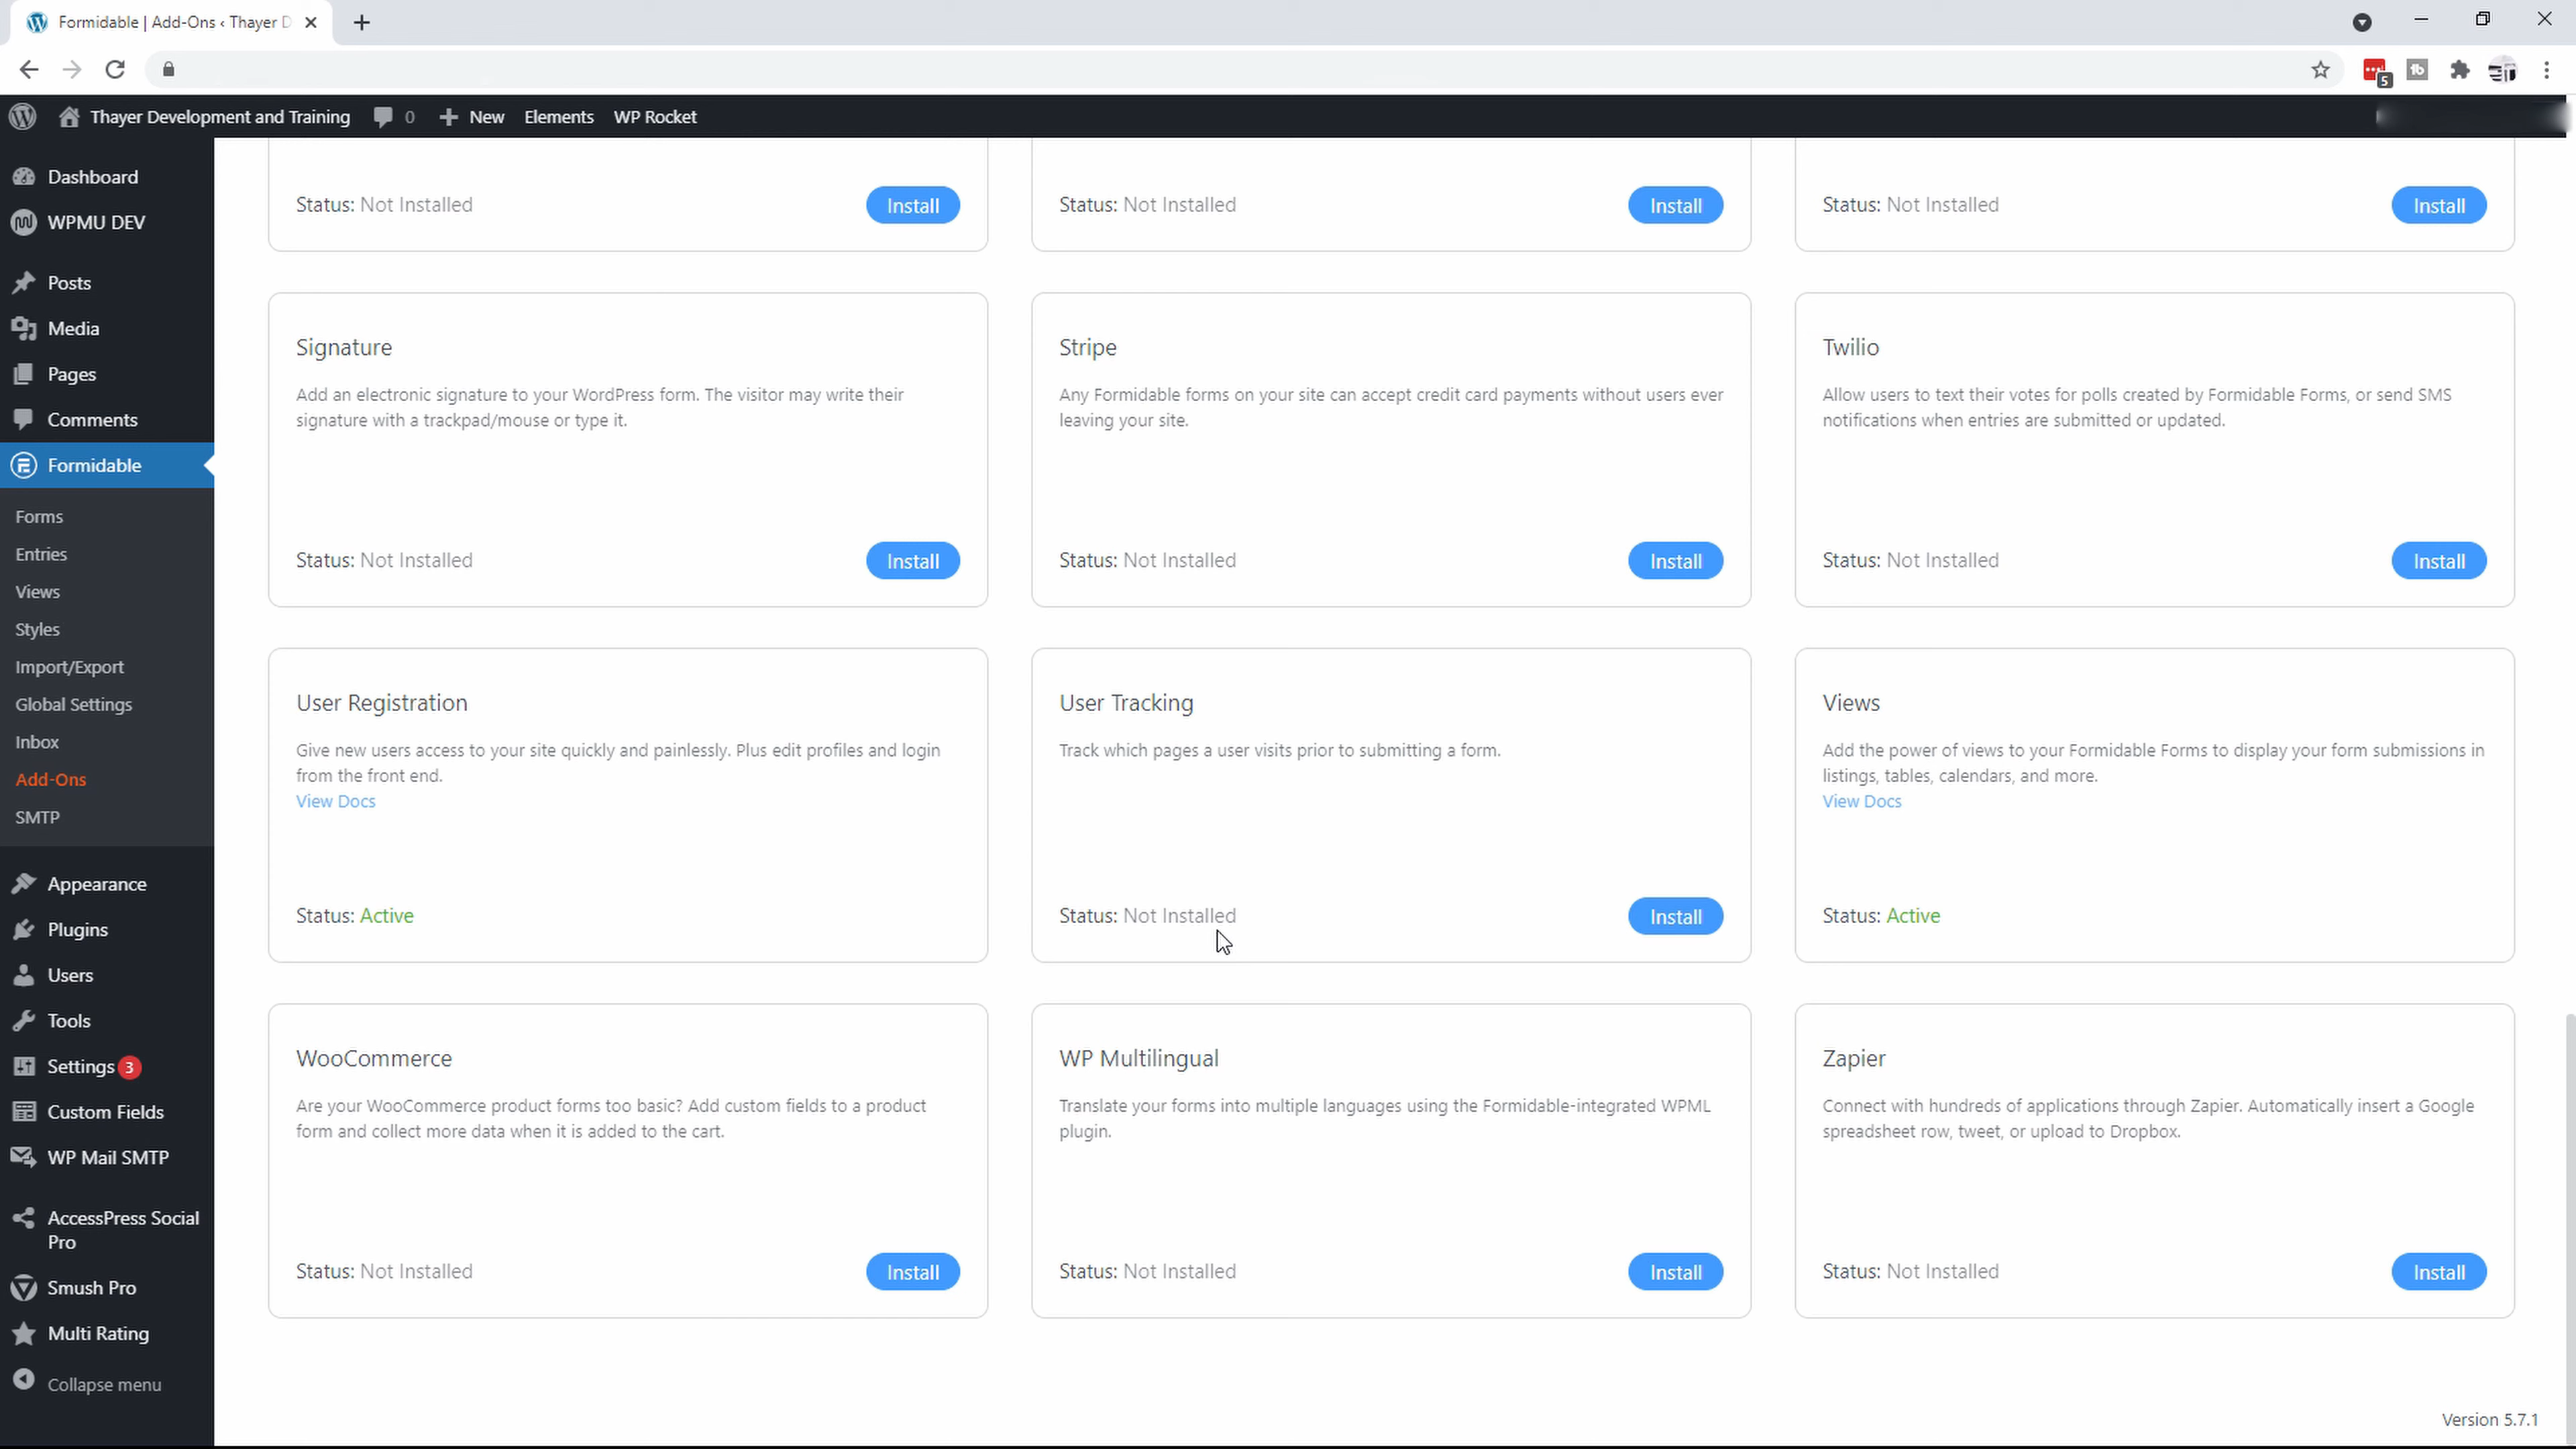 Formidable | Add-Ons ‹ Thayer D
5
Thayer Development and Training
0
New
Elements
WP Rocket
Dashboard
WPMU DEV
Posts
Media
Pages
Comments
Formidable
Forms
Entries
Views
Styles
Import/Export
Global Settings
Inbox
Add-Ons
SMTP
Appearance
Plugins
Users
Tools
Settings 3
Custom Fields
WP Mail SMTP
AccessPress Social
Pro
Smush Pro
Multi Rating
Collapse menu
Status: Not Installed
Install
Status: Not Installed
Install
Status: Not Installed
Install
Signature
Add an electronic signature to your WordPress form. The visitor may write their
signature with a trackpad/mouse or type it.
Status: Not Installed
Install
Stripe
Any Formidable forms on your site can accept credit card payments without users ever
leaving your site.
Status: Not Installed
Install
Twilio
Allow users to text their votes for polls created by Formidable Forms, or send SMS
notifications when entries are submitted or updated.
Status: Not Installed
Install
User Registration
Give new users access to your site quickly and painlessly. Plus edit profiles and login
from the front end.
View Docs
Status: Active
User Tracking
Track which pages a user visits prior to submitting a form.
Status: Not Installed
Install
Views
Add the power of views to your Formidable Forms to display your form submissions in
listings, tables, calendars, and more.
View Docs
Status: Active
WooCommerce
Are your WooCommerce product forms too basic? Add custom fields to a product
form and collect more data when it is added to the cart.
Status: Not Installed
Install
WP Multilingual
Translate your forms into multiple languages using the Formidable-integrated WPML
plugin.
Status: Not Installed
Install
Zapier
Connect with hundreds of applications through Zapier. Automatically insert a Google
spreadsheet row, tweet, or upload to Dropbox.
Status: Not Installed
Install
Version 5.7.1